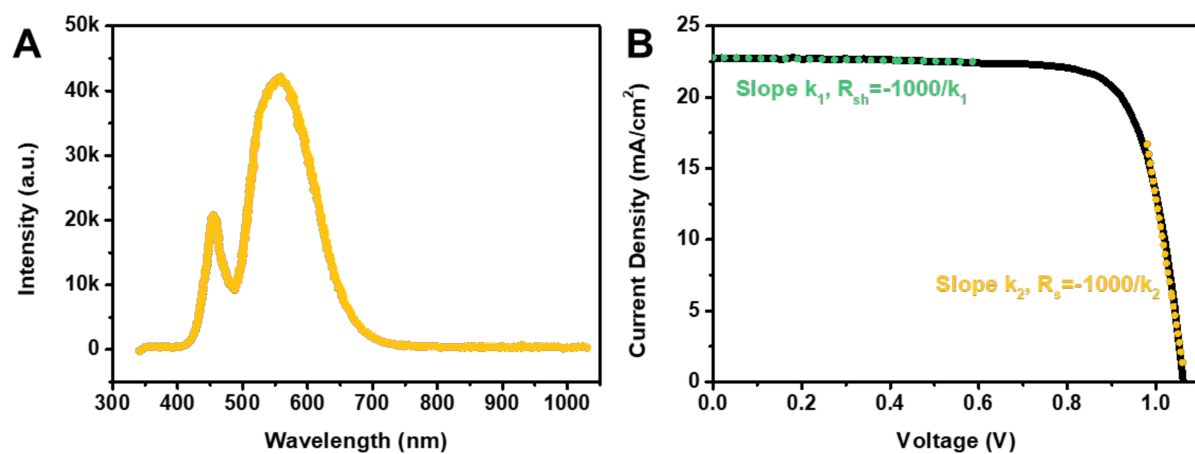 A
50k
40k
30k
20k
10k
0
Intensity (a.u.)
300 400 500 600 700 800 900 1000
Wavelength (nm)
B
25
20
15
10
5
0
Current Density (mA/cm²)
Slope k₁, Rₛₕ=-1000/k₁
Slope k₂, Rₛ=-1000/k₂
0.0 0.2 0.4 0.6 0.8 1.0
Voltage (V)